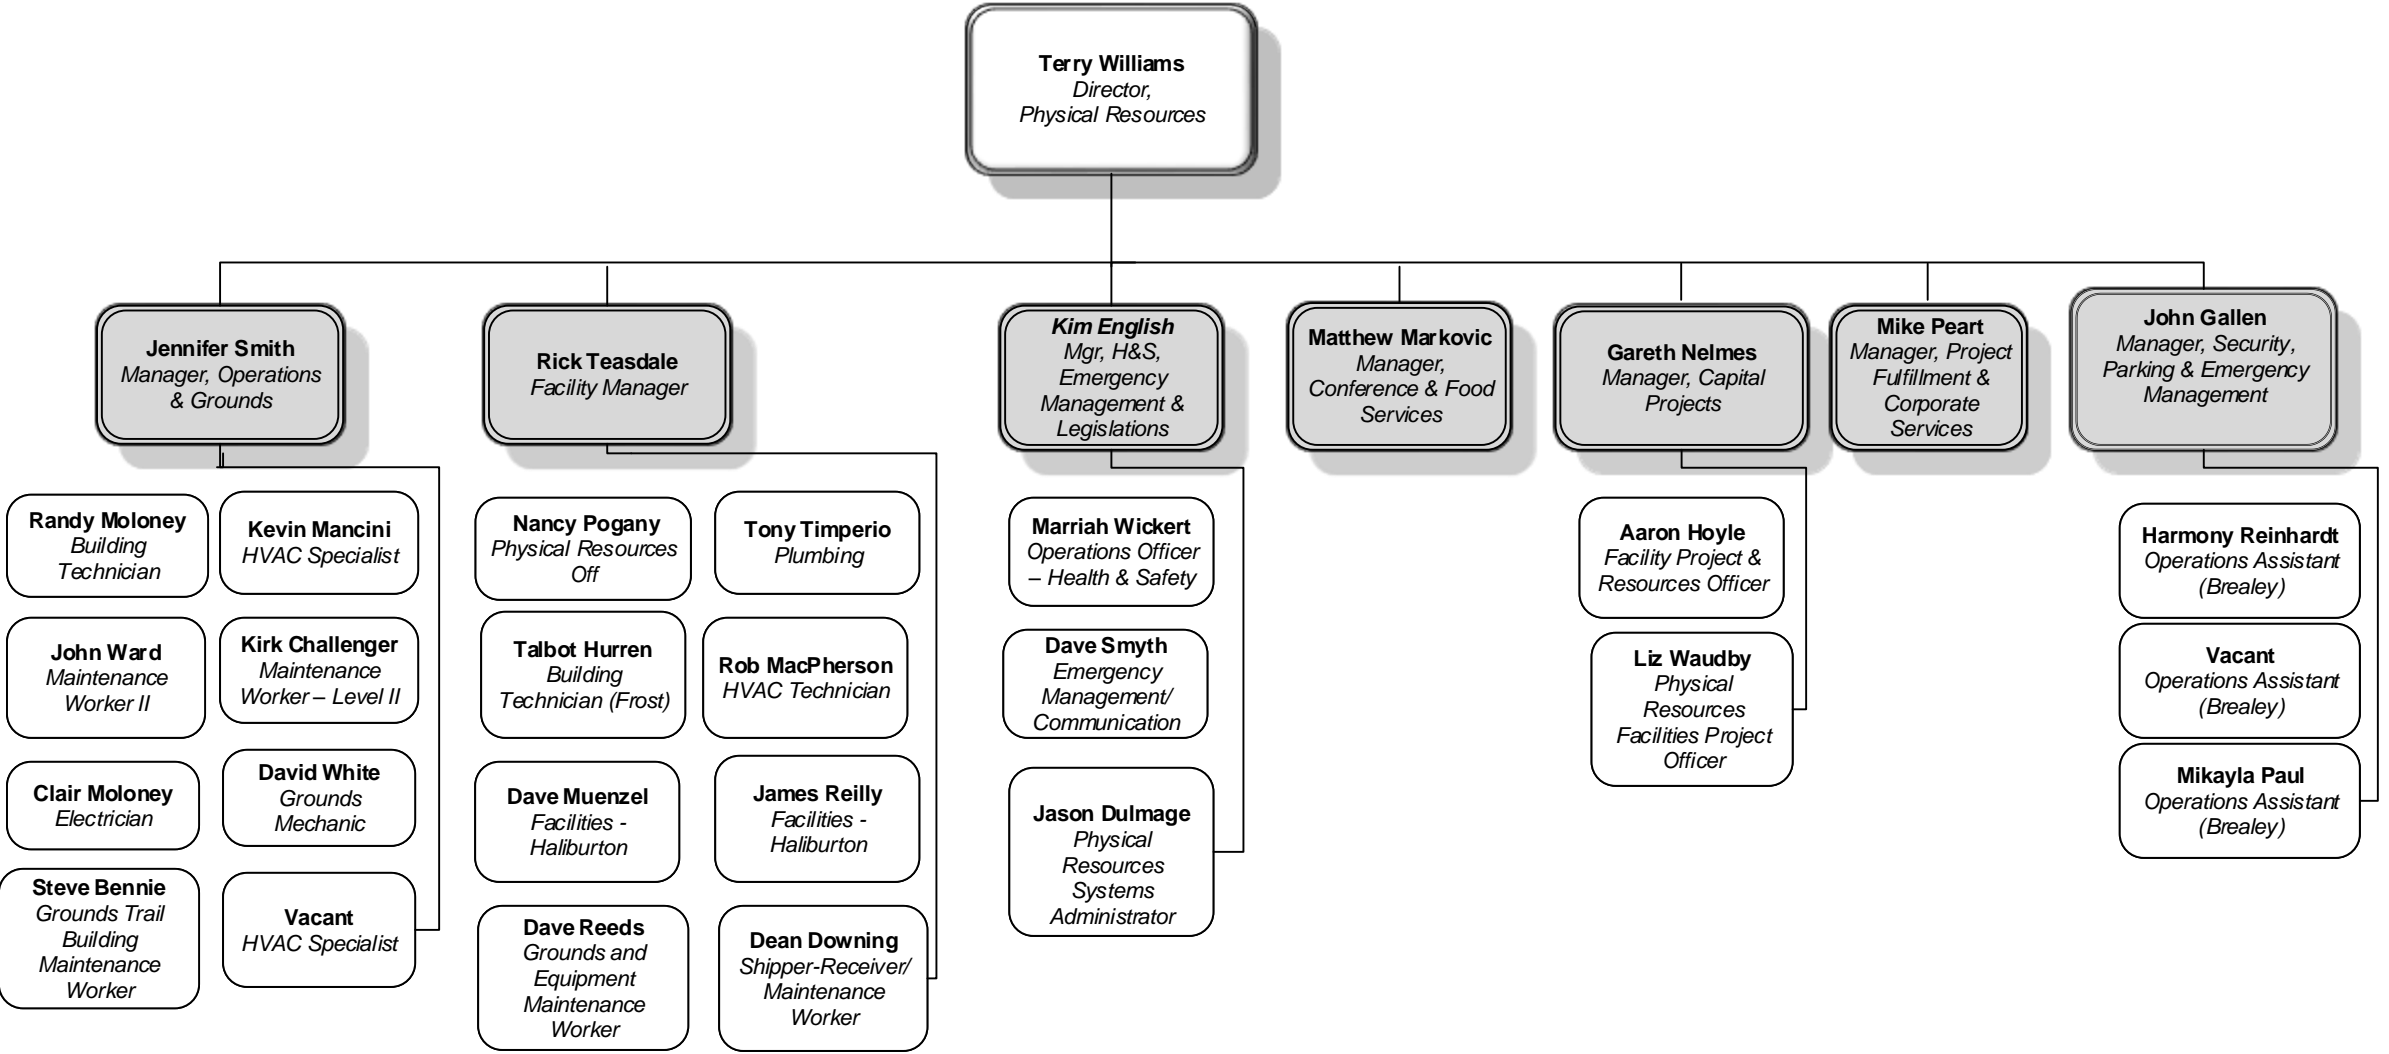 Terry Williams
Director,
Physical Resources
Jennifer Smith
Manager, Operations
& Grounds
Rick Teasdale
Facility Manager
Kim English
Mgr, H&S,
Emergency
Management &
Legislations
Matthew Markovic
Manager,
Conference & Food
Services
Gareth Nelmes
Manager, Capital
Projects
Mike Peart
Manager, Project
Fulfillment &
Corporate
Services
John Gallen
Manager, Security,
Parking & Emergency
Management
Randy Moloney
Building
Technician
Kevin Mancini
HVAC Specialist
John Ward
Maintenance
Worker II
Kirk Challenger
Maintenance
Worker – Level II
Clair Moloney
Electrician
David White
Grounds
Mechanic
Steve Bennie
Grounds Trail
Building
Maintenance
Worker
Vacant
HVAC Specialist
Nancy Pogany
Physical Resources
Off
Tony Timperio
Plumbing
Talbot Hurren
Building
Technician (Frost)
Rob MacPherson
HVAC Technician
Dave Muenzel
Facilities -
Haliburton
James Reilly
Facilities -
Haliburton
Dave Reeds
Grounds and
Equipment
Maintenance
Worker
Dean Downing
Shipper-Receiver/
Maintenance
Worker
Marriah Wickert
Operations Officer
– Health & Safety
Dave Smyth
Emergency
Management/
Communication
Jason Dulmage
Physical
Resources
Systems
Administrator
Aaron Hoyle
Facility Project &
Resources Officer
Liz Waudby
Physical
Resources
Facilities Project
Officer
Harmony Reinhardt
Operations Assistant
(Brealey)
Vacant
Operations Assistant
(Brealey)
Mikayla Paul
Operations Assistant
(Brealey)